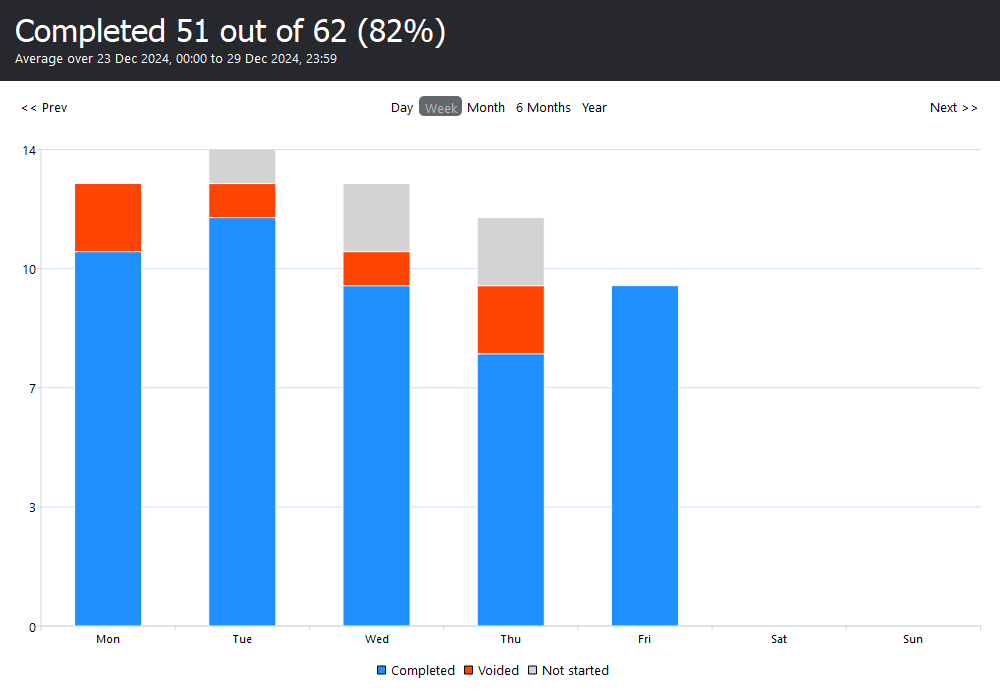 Completed 51 out of 62 (82%)
Average over 23 Dec 2024, 00:00 to 29 Dec 2024, 23:59
<< Prev Day Week Month 6 Months Year Next >>
14
10
7
3
0
Mon Tue Wed Thu Fri Sat Sun
Completed Voided Not started